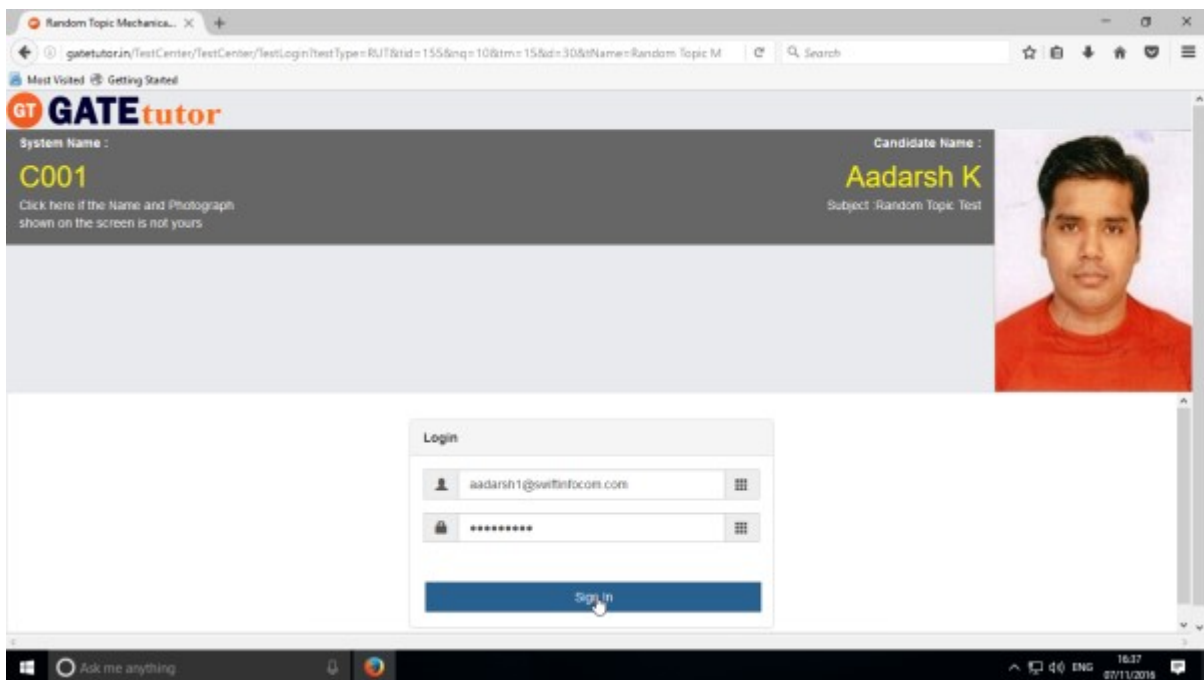 Random Topic Mechanica...
gatetutor.in/TestCenter/TestCenter/TestLogin?testType=RUT&tid=155&nq=10&tm=15&d=30&tName=Random Topic M
Search
Most Visited Getting Started
GT GATEtutor
System Name :
C001
Click here if the Name and Photograph
shown on the screen is not yours
Candidate Name :
Aadarsh K
Subject :Random Topic Test
Login
aadarsh1@swiftinfocom.com
*********
Sign In
Ask me anything
ENG
16:37
07/11/2016